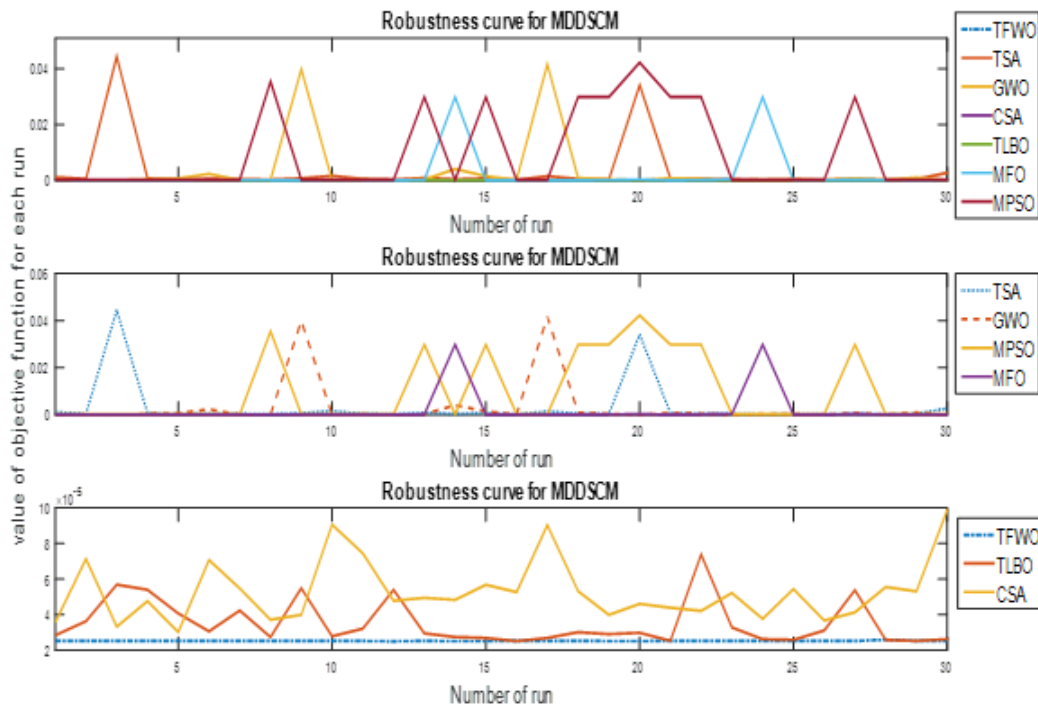 Robustness curve for MDDSCM
0.04
0.02
0
5
10
15
20
25
30
Number of run
TFWO
TSA
GWO
CSA
TLBO
MFO
MPSO
value of objective function for each run
Robustness curve for MDDSCM
0.06
0.04
0.02
0
5
10
15
20
25
30
Number of run
TSA
GWO
MPSO
MFO
Robustness curve for MDDSCM
×10⁻⁵
10
8
6
4
2
5
10
15
20
25
30
Number of run
TFWO
TLBO
CSA